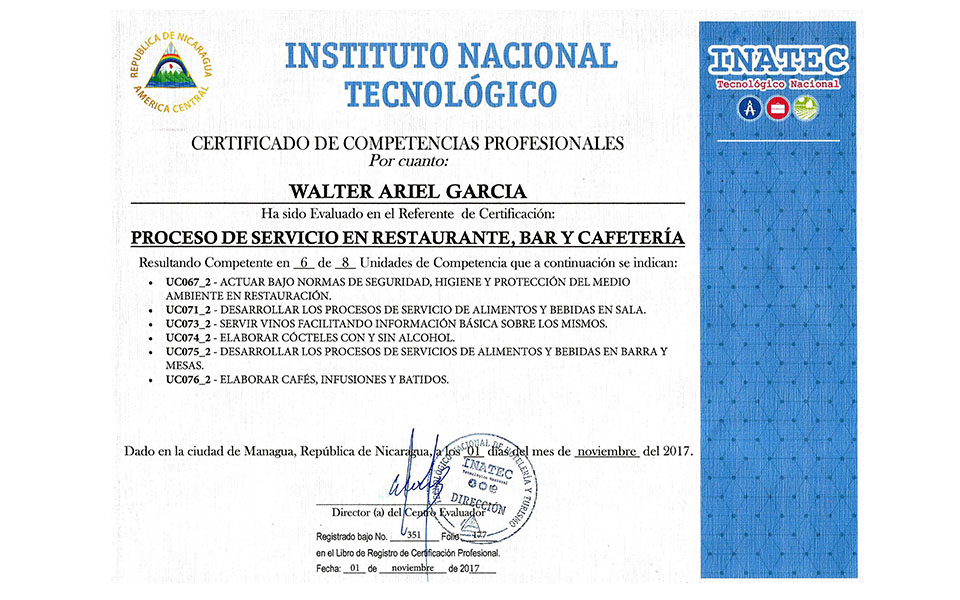 REPÚBLICA DE NICARAGUA
AMÉRICA CENTRAL
INSTITUTO NACIONAL
TECNOLÓGICO
INATEC
Tecnológico Nacional
CERTIFICADO DE COMPETENCIAS PROFESIONALES
Por cuanto:
WALTER ARIEL GARCIA
Ha sido Evaluado en el Referente de Certificación:
PROCESO DE SERVICIO EN RESTAURANTE, BAR Y CAFETERÍA
Resultando Competente en 6 de 8 Unidades de Competencia que a continuación se indican:
• UC067_2 - ACTUAR BAJO NORMAS DE SEGURIDAD, HIGIENE Y PROTECCIÓN DEL MEDIO
AMBIENTE EN RESTAURACIÓN.
• UC071_2 - DESARROLLAR LOS PROCESOS DE SERVICIO DE ALIMENTOS Y BEBIDAS EN SALA.
• UC073_2 - SERVIR VINOS FACILITANDO INFORMACIÓN BÁSICA SOBRE LOS MISMOS.
• UC074_2 - ELABORAR CÓCTELES CON Y SIN ALCOHOL.
• UC075_2 - DESARROLLAR LOS PROCESOS DE SERVICIOS DE ALIMENTOS Y BEBIDAS EN BARRA Y
MESAS.
• UC076_2 - ELABORAR CAFÉS, INFUSIONES Y BATIDOS.
Dado en la ciudad de Managua, República de Nicaragua, a los 01 días del mes de noviembre del 2017.
NACIONAL DE HOTELERÍA Y TURISMO
INATEC
Tecnológico Nacional
DIRECCIÓN
Director (a) del Centro Evaluador
Registrado bajo No. 351 Folio 177
en el Libro de Registro de Certificación Profesional.
Fecha: 01 de noviembre de 2017